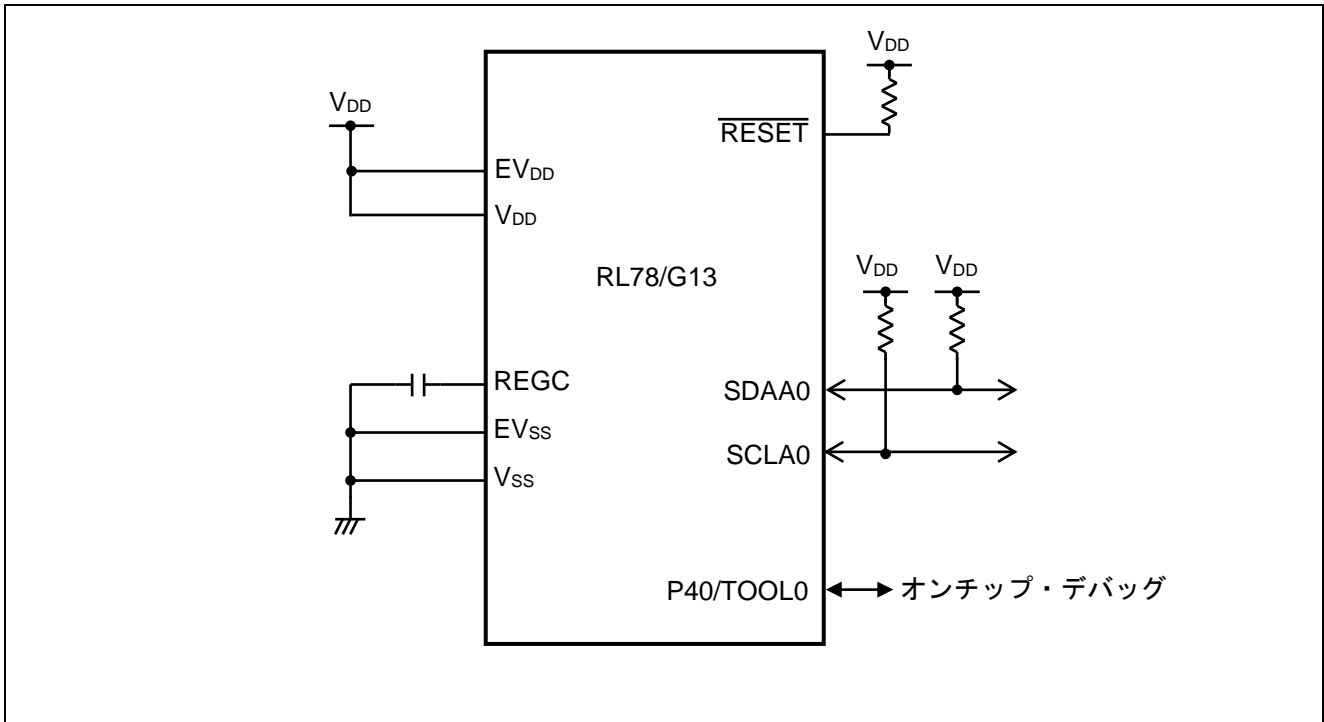 VDD
VDD
RESET
EVDD
VDD
RL78/G13
VDD VDD
REGC
SDAA0
EVSS
SCLA0
VSS
P40/TOOL0 オンチップ・デバッグ